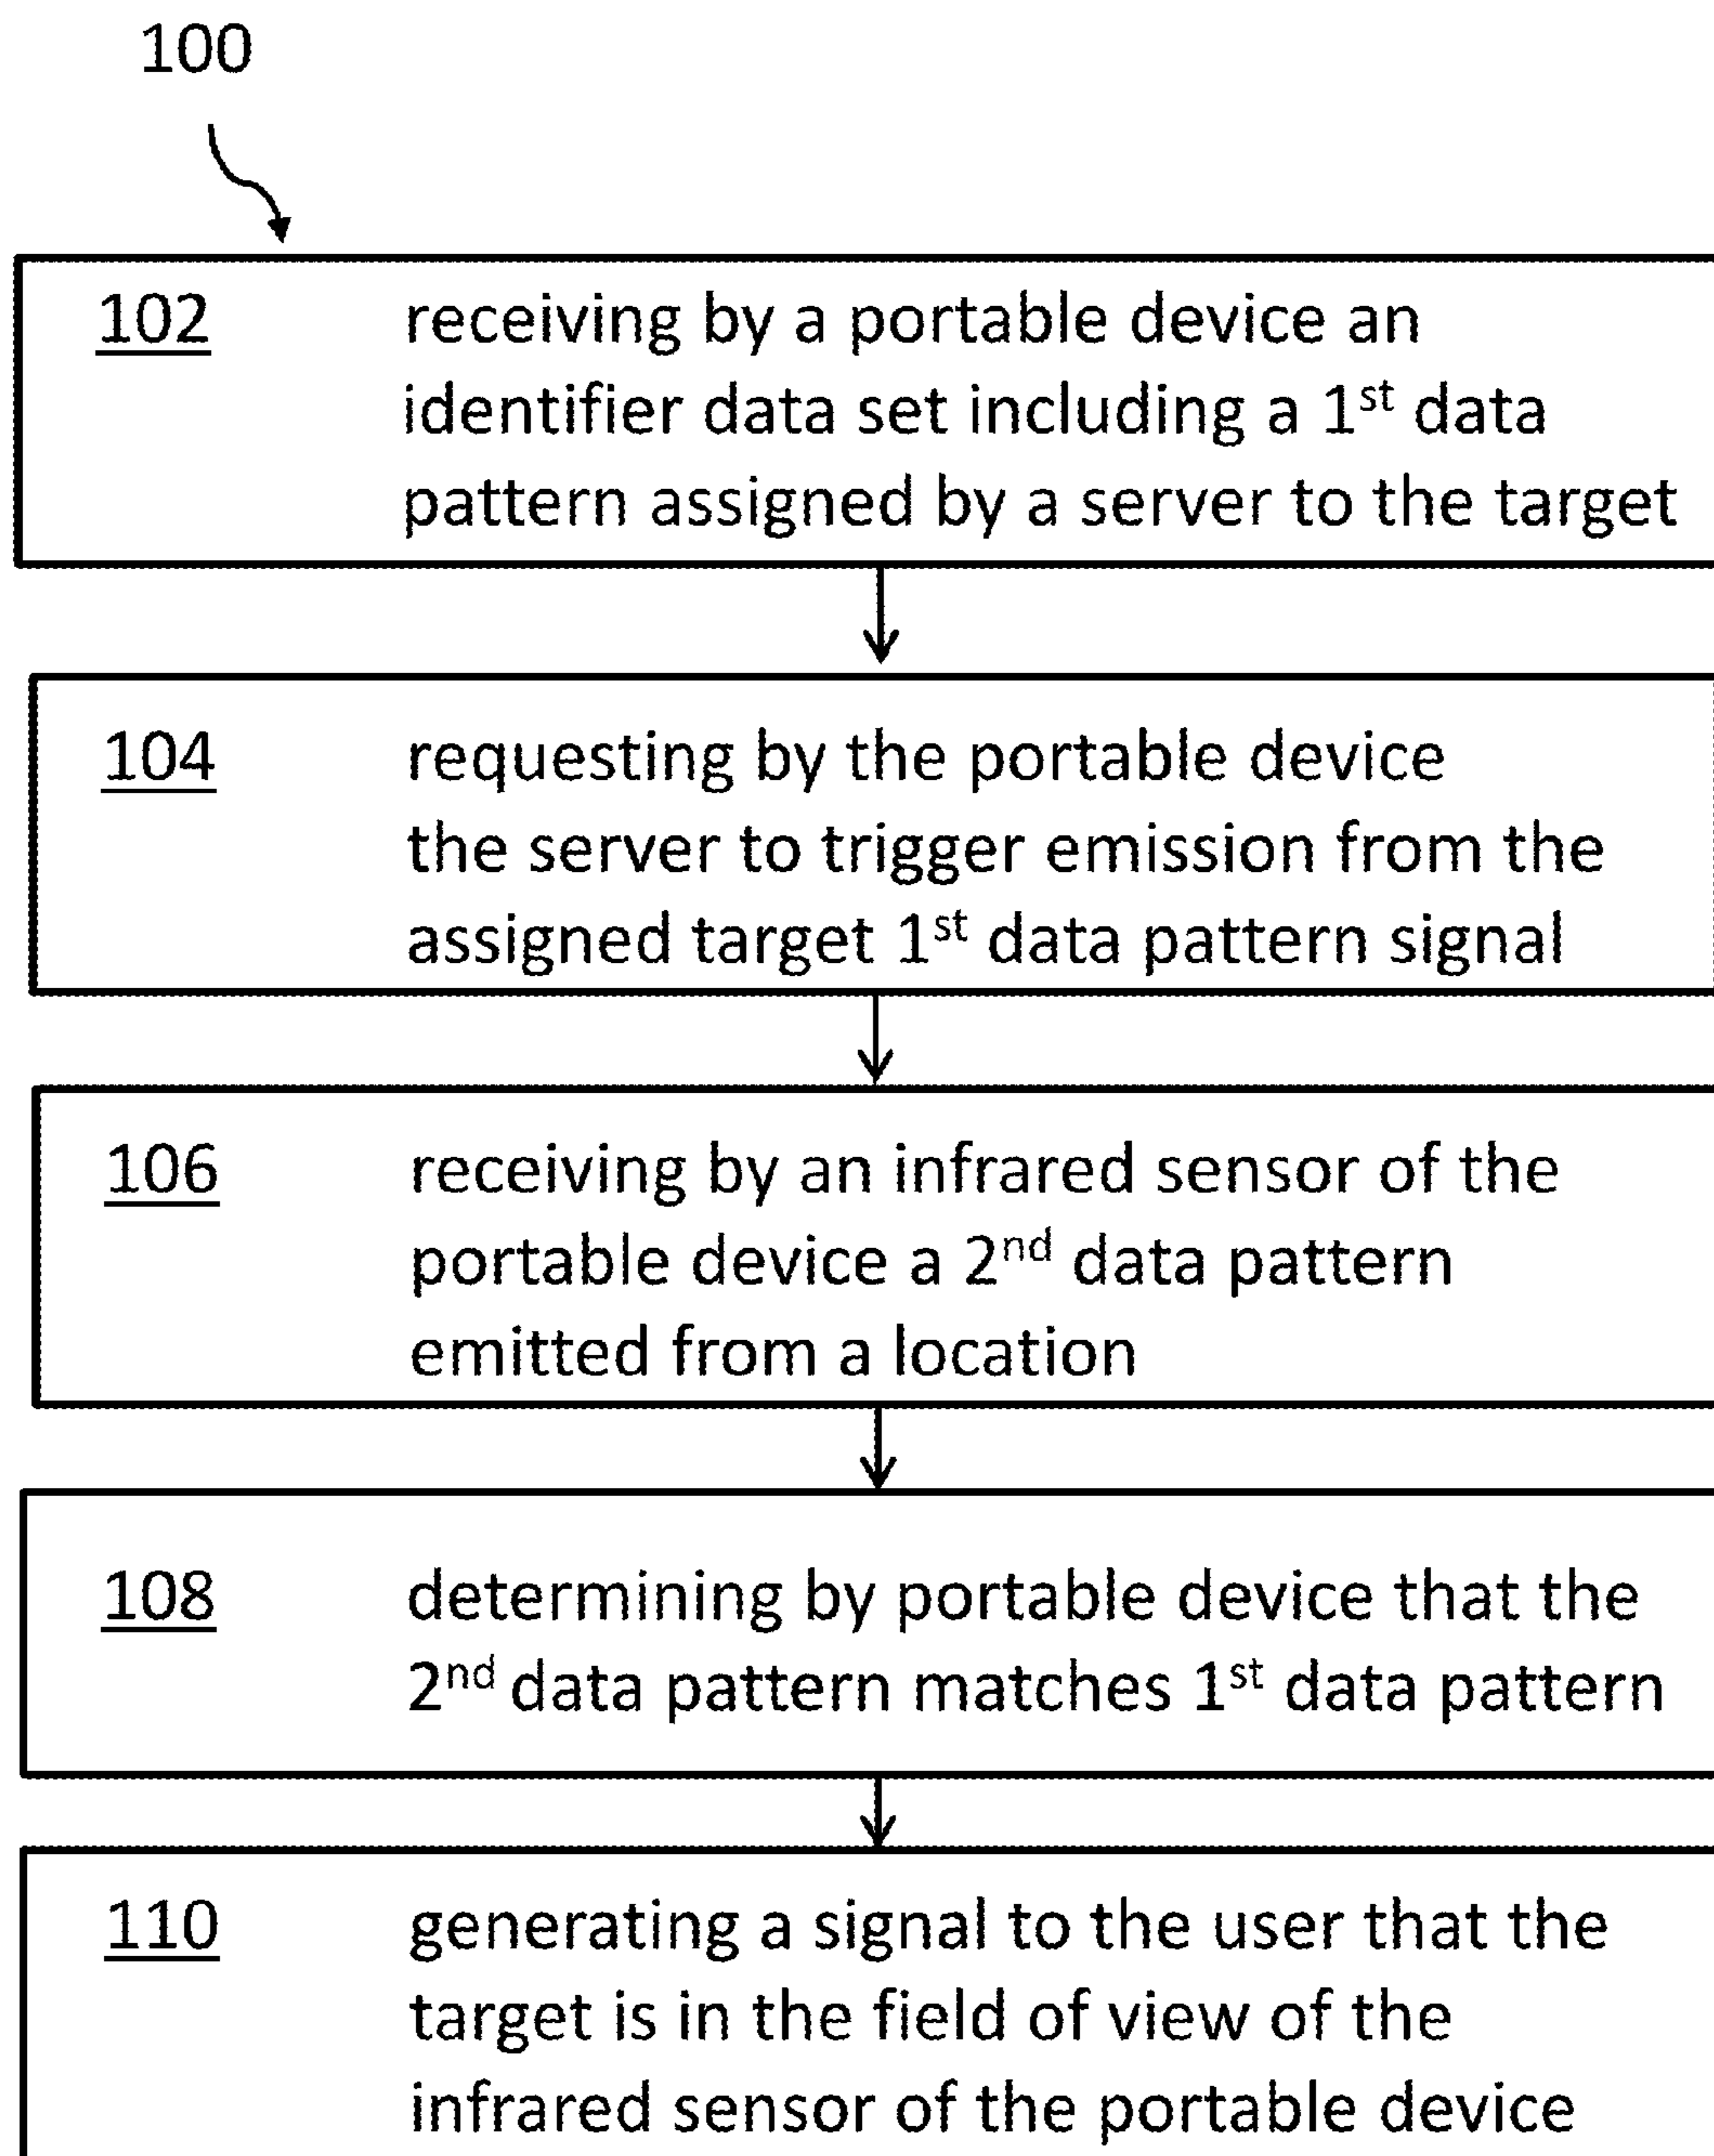 100
102 receiving by a portable device an
identifier data set including a 1st data
pattern assigned by a server to the target
104 requesting by the portable device
the server to trigger emission from the
assigned target 1st data pattern signal
106 receiving by an infrared sensor of the
portable device a 2nd data pattern
emitted from a location
108 determining by portable device that the
2nd data pattern matches 1st data pattern
110 generating a signal to the user that the
target is in the field of view of the
infrared sensor of the portable device